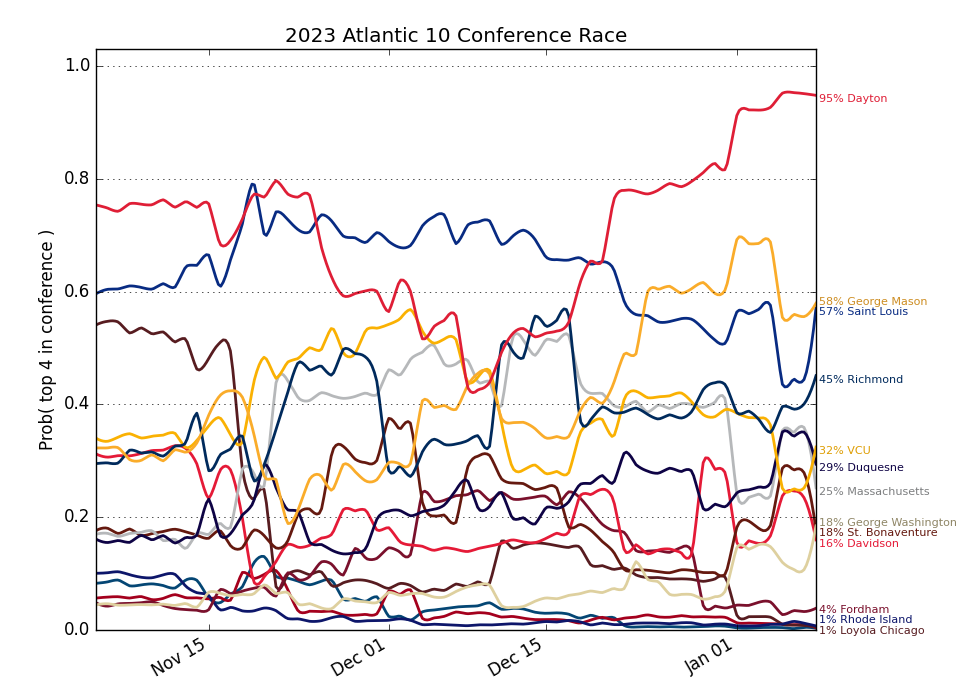 2023 Atlantic 10 Conference Race
Prob( top 4 in conference )
1.0
0.8
0.6
0.4
0.2
0.0
Nov 15
Dec 01
Dec 15
Jan 01
95% Dayton
58% George Mason
57% Saint Louis
45% Richmond
32% VCU
29% Duquesne
25% Massachusetts
18% George Washington
18% St. Bonaventure
16% Davidson
4% Fordham
1% Rhode Island
1% Loyola Chicago